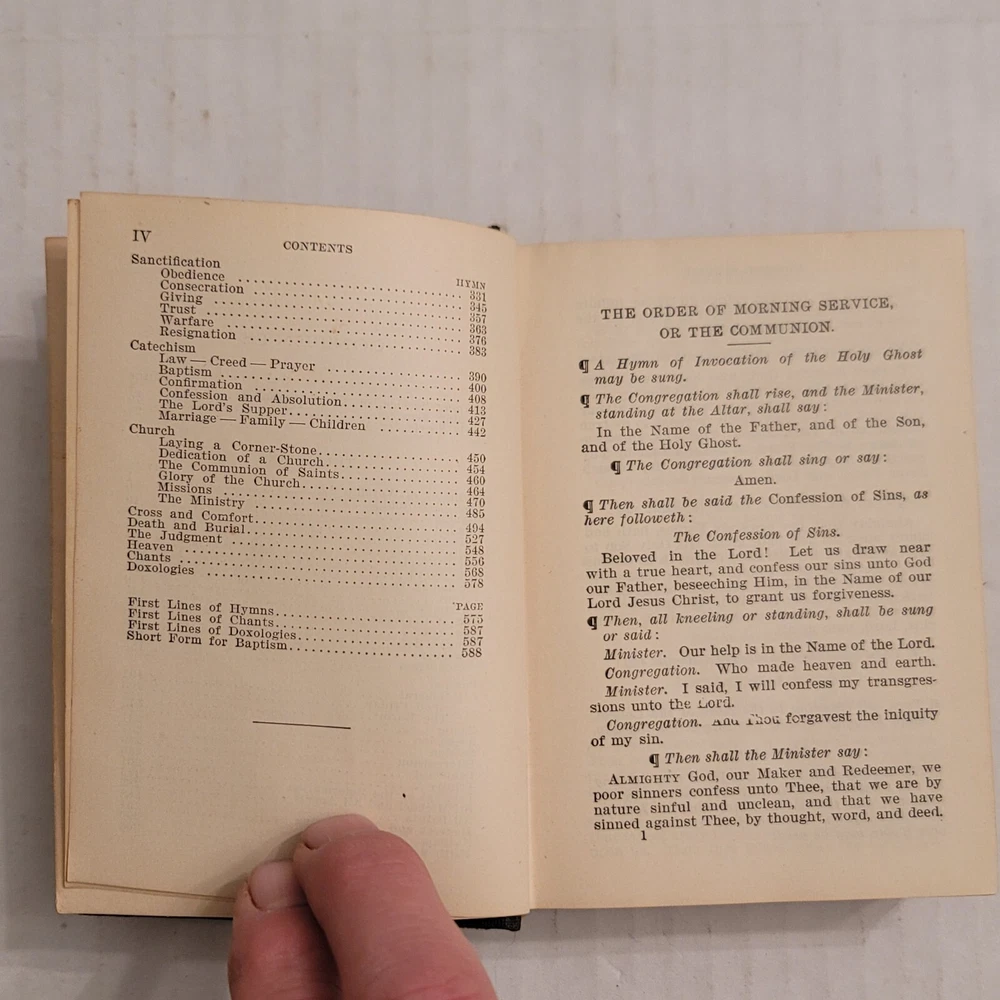 IV
CONTENTS
Sanctification
HYMN
Obedience ........ 331
Consecration ........ 345
Giving ........ 357
Trust ........ 363
Warfare ........ 376
Resignation ........ 383
Catechism
Law — Creed — Prayer ........ 390
Baptism ........ 400
Confirmation ........ 408
Confession and Absolution ........ 413
The Lord's Supper ........ 427
Marriage — Family — Children ........ 442
Church
Laying a Corner-Stone ........ 450
Dedication of a Church ........ 454
The Communion of Saints ........ 460
Glory of the Church ........ 464
Missions ........ 470
The Ministry ........ 485
Cross and Comfort ........ 494
Death and Burial ........ 527
The Judgment ........ 548
Heaven ........ 556
Chants ........ 568
Doxologies ........ 578
PAGE
First Lines of Hymns ........ 575
First Lines of Chants ........ 587
First Lines of Doxologies ........ 587
Short Form for Baptism ........ 588
THE ORDER OF MORNING SERVICE,
OR THE COMMUNION.
¶ A Hymn of Invocation of the Holy Ghost
may be sung.
¶ The Congregation shall rise, and the Minister,
standing at the Altar, shall say:
In the Name of the Father, and of the Son,
and of the Holy Ghost.
¶ The Congregation shall sing or say:
Amen.
¶ Then shall be said the Confession of Sins, as
here followeth:
The Confession of Sins.
Beloved in the Lord! Let us draw near
with a true heart, and confess our sins unto God
our Father, beseeching Him, in the Name of our
Lord Jesus Christ, to grant us forgiveness.
¶ Then, all kneeling or standing, shall be sung
or said:
Minister. Our help is in the Name of the Lord.
Congregation. Who made heaven and earth.
Minister. I said, I will confess my transgres-
sions unto the Lord.
Congregation. And Thou forgavest the iniquity
of my sin.
¶ Then shall the Minister say:
ALMIGHTY God, our Maker and Redeemer, we
poor sinners confess unto Thee, that we are by
nature sinful and unclean, and that we have
sinned against Thee, by thought, word, and deed.
1